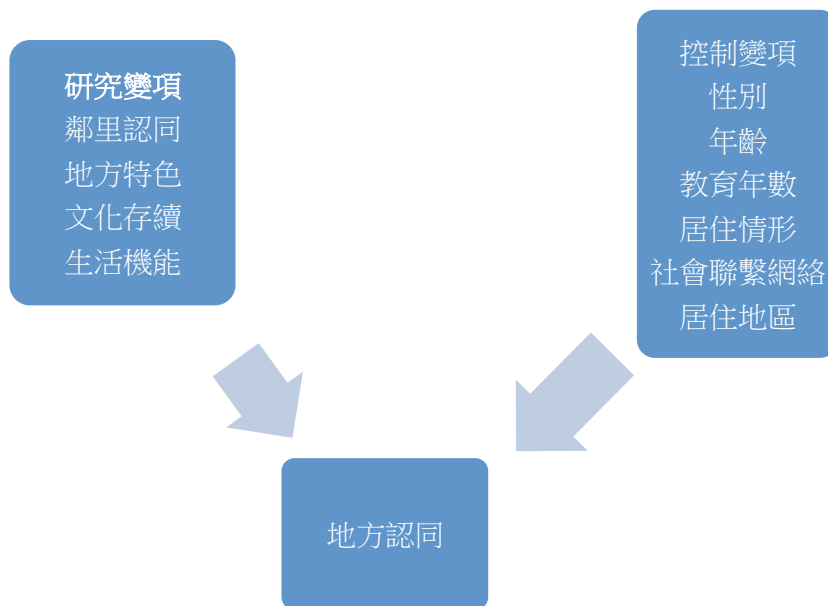 研究變項
鄰里認同
地方特色
文化存續
生活機能
控制變項
性別
年齡
教育年數
居住情形
社會聯繫網絡
居住地區
地方認同